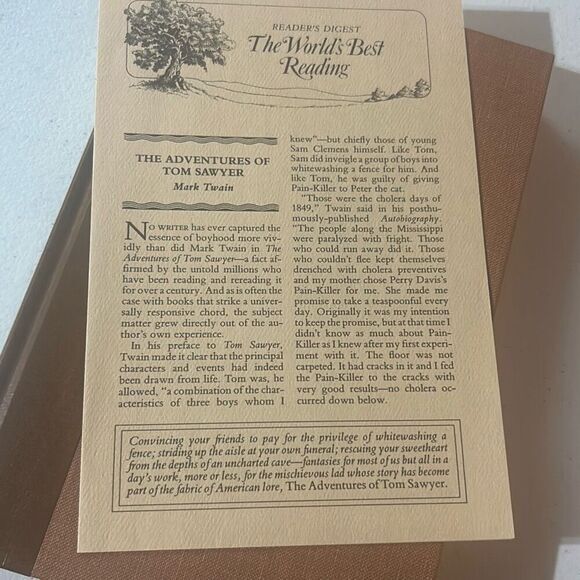 READER'S DIGEST
The World's Best
Reading
THE ADVENTURES OF
TOM SAWYER
Mark Twain
NO WRITER has ever captured the
essence of boyhood more viv-
idly than did Mark Twain in The
Adventures of Tom Sawyer—a fact af-
firmed by the untold millions who
have been reading and rereading it
for over a century. And as is often the
case with books that strike a univer-
sally responsive chord, the subject
matter grew directly out of the au-
thor's own experience.
In his preface to Tom Sawyer,
Twain made it clear that the principal
characters and events had indeed
been drawn from life. Tom was, he
allowed, "a combination of the char-
acteristics of three boys whom I
knew"—but chiefly those of young
Sam Clemens himself. Like Tom,
Sam did inveigle a group of boys into
whitewashing a fence for him. And
like Tom, he was guilty of giving
Pain-Killer to Peter the cat.
"Those were the cholera days of
1849," Twain said in his posthu-
mously-published Autobiography.
"The people along the Mississippi
were paralyzed with fright. Those
who could run away did it. Those
who couldn't flee kept themselves
drenched with cholera preventives
and my mother chose Perry Davis's
Pain-Killer for me. She made me
promise to take a teaspoonful every
day. Originally it was my intention
to keep the promise, but at that time I
didn't know as much about Pain-
Killer as I knew after my first experi-
ment with it. The floor was not
carpeted. It had cracks in it and I fed
the Pain-Killer to the cracks with
very good results—no cholera oc-
curred down below.
Convincing your friends to pay for the privilege of whitewashing a
fence; striding up the aisle at your own funeral; rescuing your sweetheart
from the depths of an uncharted cave—fantasies for most of us but all in a
day's work, more or less, for the mischievous lad whose story has become
part of the fabric of American lore, The Adventures of Tom Sawyer.